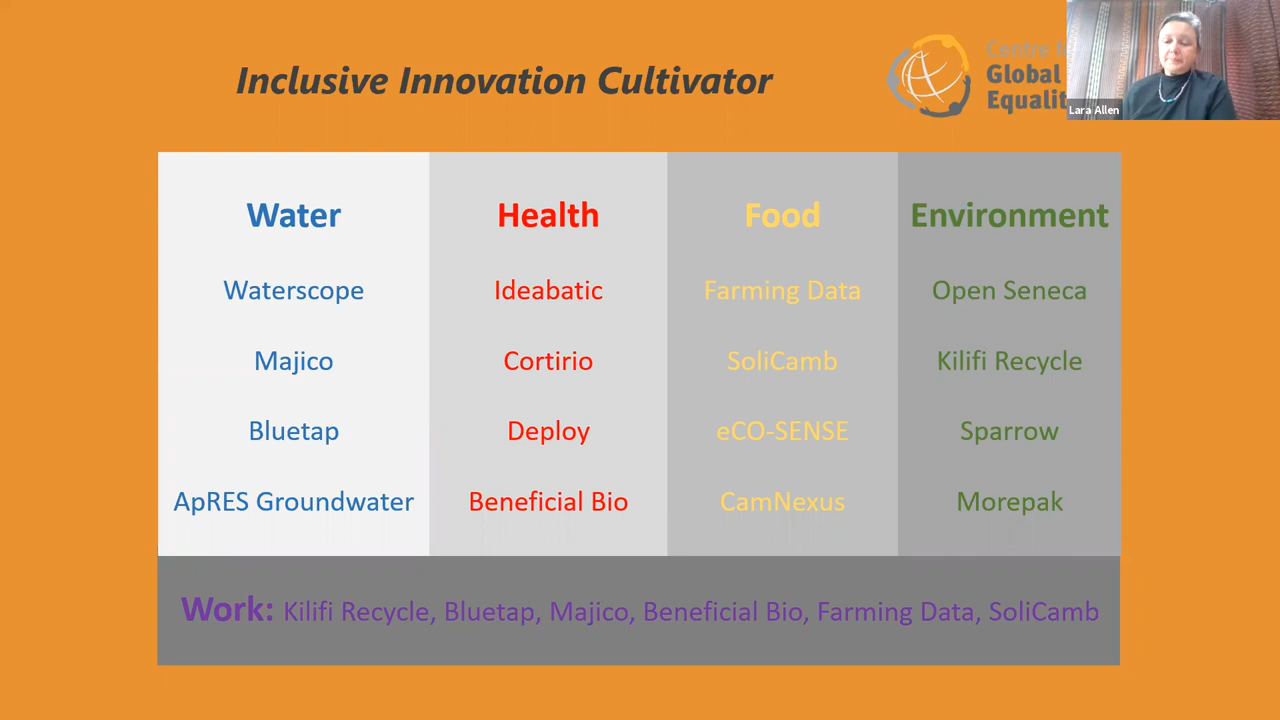 Inclusive Innovation Cultivator
Centre f
Global
Equalit
Lara Allen
Water Health Food Environment
Waterscope Ideabatic Farming Data Open Seneca
Majico Cortirio SoliCamb Kilifi Recycle
Bluetap Deploy eCO-SENSE Sparrow
ApRES Groundwater Beneficial Bio CamNexus Morepak
Work: Kilifi Recycle, Bluetap, Majico, Beneficial Bio, Farming Data, SoliCamb